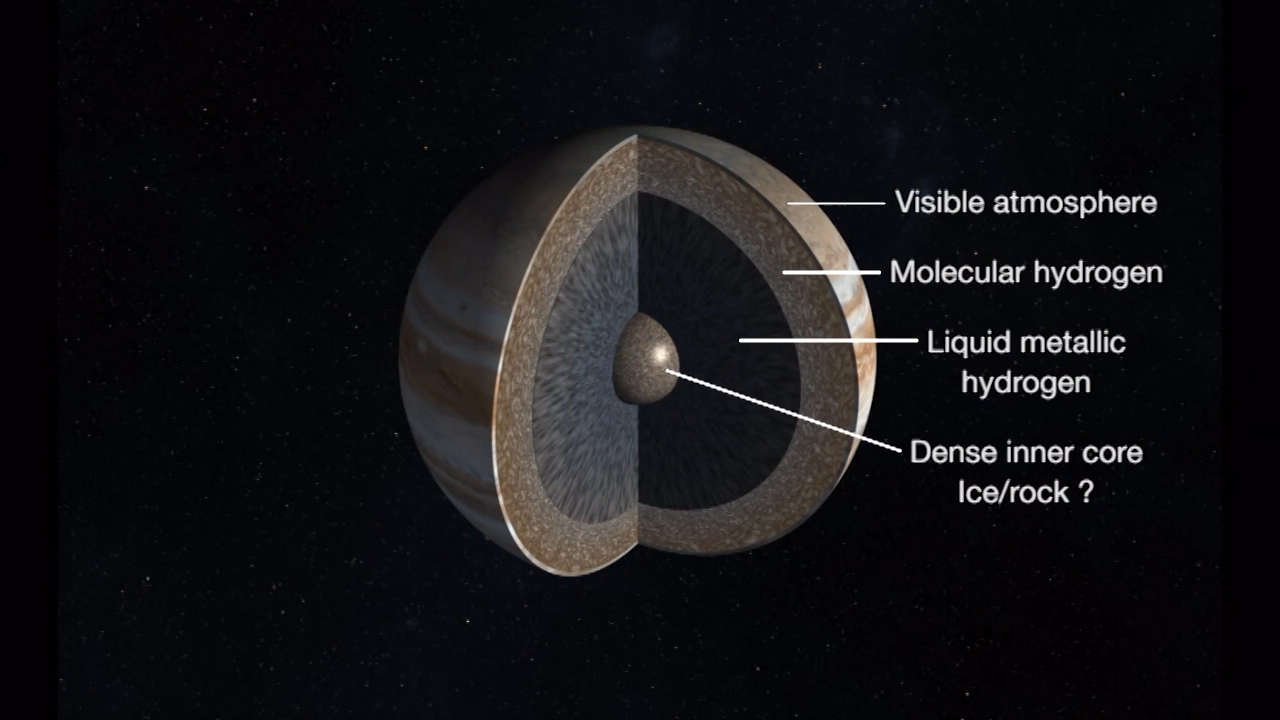 Visible atmosphere
Molecular hydrogen
Liquid metallic
hydrogen
Dense inner core
Ice/rock ?